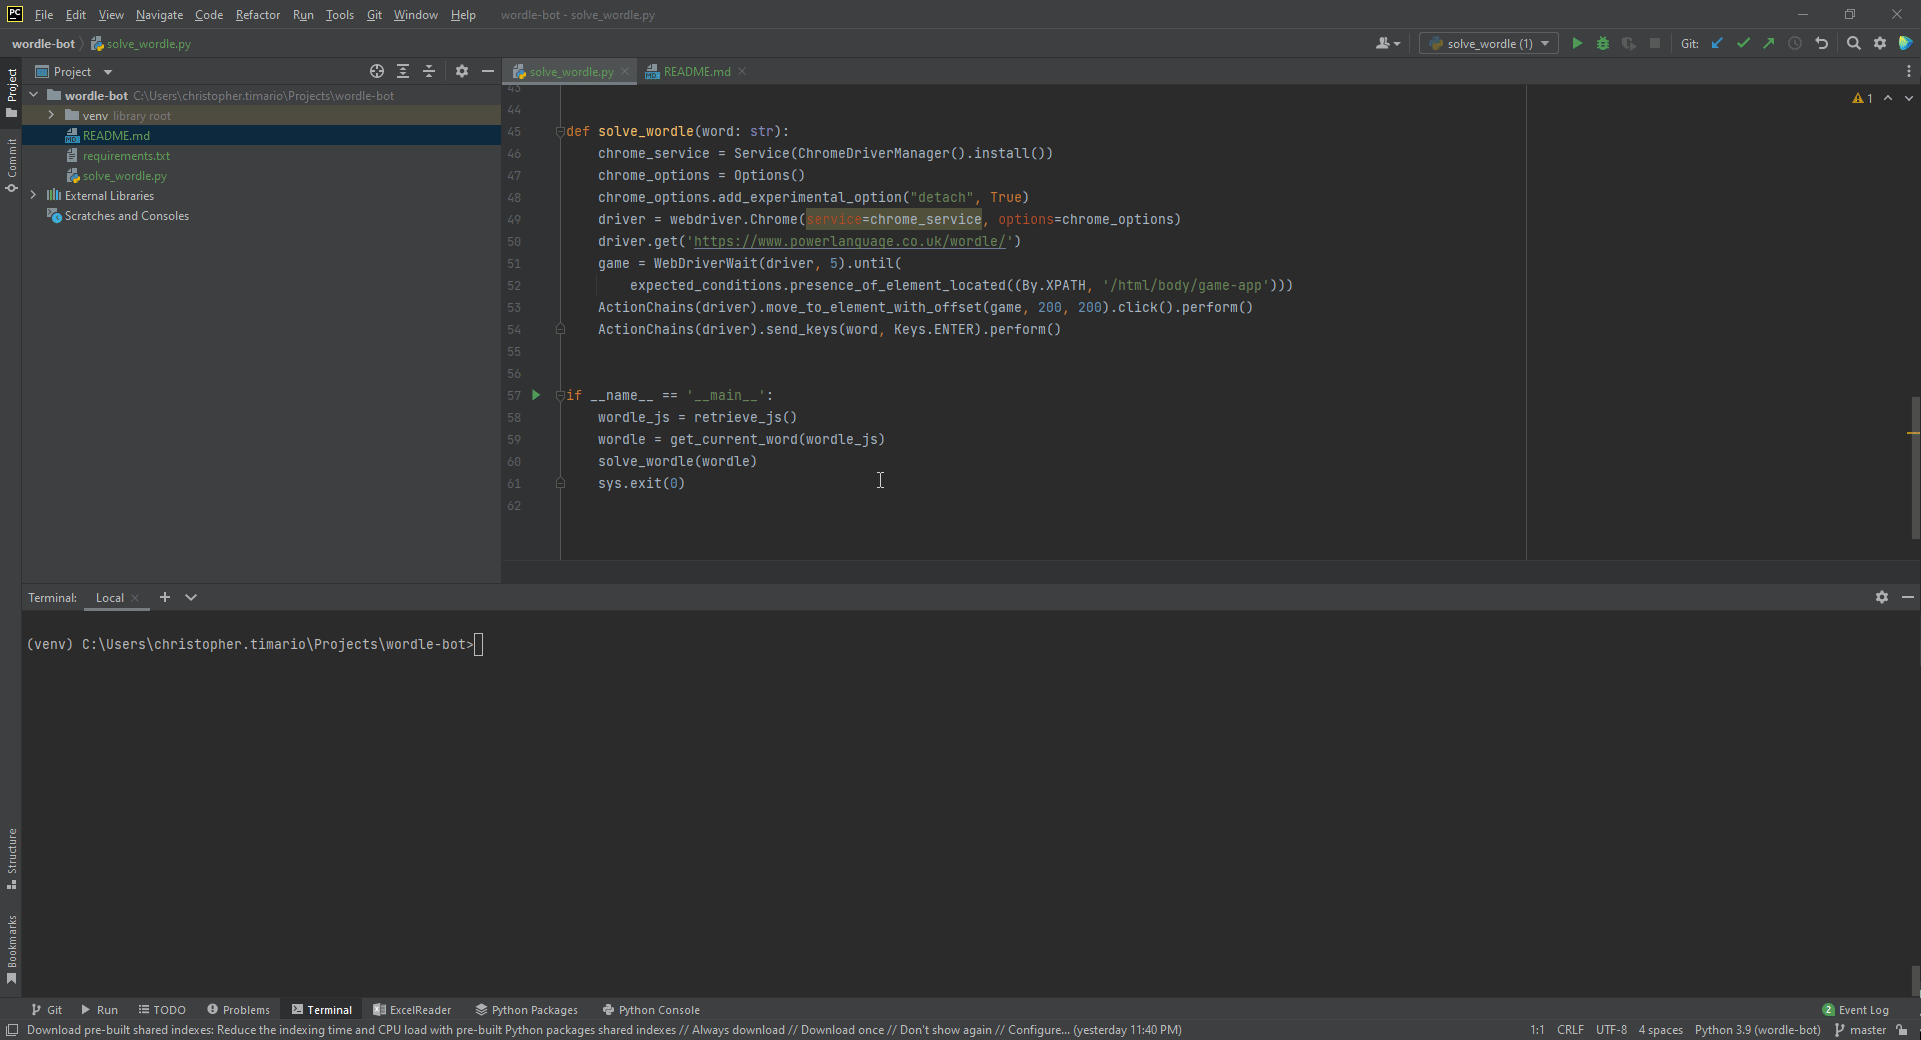 PC File Edit View Navigate Code Refactor Run Tools Git Window Help wordle-bot - solve_wordle.py
wordle-bot solve_wordle.py solve_wordle (1) Git:
Project
Project
Commit
wordle-bot C:\Users\christopher.timario\Projects\wordle-bot
venv library root
README.md
requirements.txt
solve_wordle.py
External Libraries
Scratches and Consoles
solve_wordle.py README.md
1
43
44
45 def solve_wordle(word: str):
46 chrome_service = Service(ChromeDriverManager().install())
47 chrome_options = Options()
48 chrome_options.add_experimental_option("detach", True)
49 driver = webdriver.Chrome(service=chrome_service, options=chrome_options)
50 driver.get('https://www.powerlanguage.co.uk/wordle/')
51 game = WebDriverWait(driver, 5).until(
52 expected_conditions.presence_of_element_located((By.XPATH, '/html/body/game-app')))
53 ActionChains(driver).move_to_element_with_offset(game, 200, 200).click().perform()
54 ActionChains(driver).send_keys(word, Keys.ENTER).perform()
55
56
57 if __name__ == '__main__':
58 wordle_js = retrieve_js()
59 wordle = get_current_word(wordle_js)
60 solve_wordle(wordle)
61 sys.exit(0)
62
Terminal: Local
(venv) C:\Users\christopher.timario\Projects\wordle-bot>
Structure
Bookmarks
Git Run TODO Problems Terminal ExcelReader Python Packages Python Console 2 Event Log
Download pre-built shared indexes: Reduce the indexing time and CPU load with pre-built Python packages shared indexes // Always download // Download once // Don't show again // Configure... (yesterday 11:40 PM) 1:1 CRLF UTF-8 4 spaces Python 3.9 (wordle-bot) master